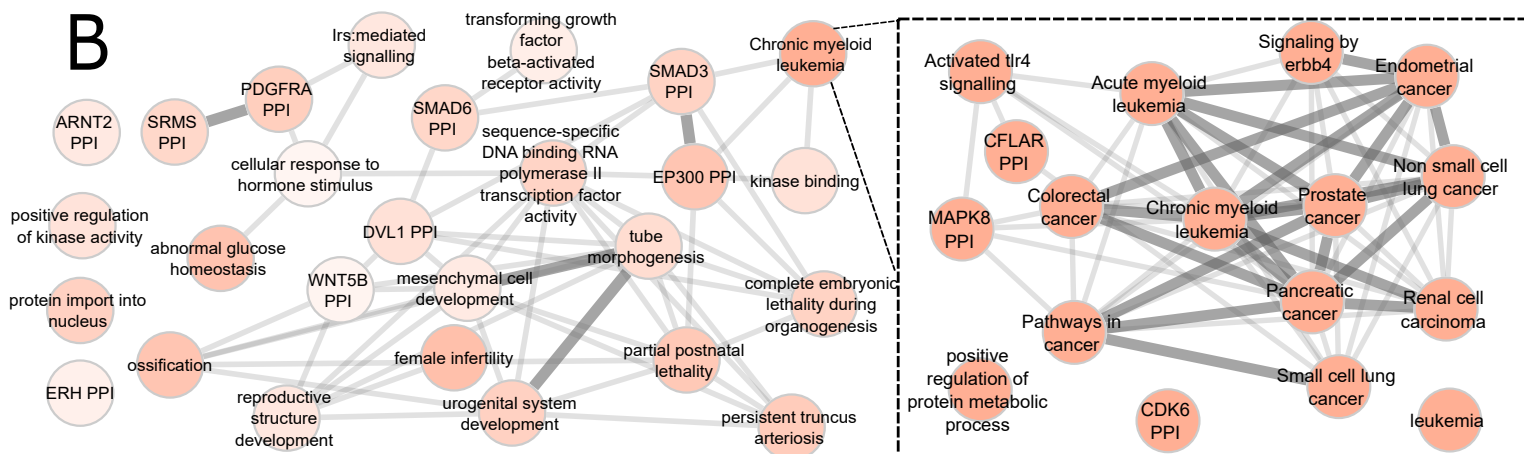 B
Irs:mediated
signalling
transforming growth
factor
beta-activated
receptor activity
Chronic myeloid
leukemia
PDGFRA
PPI
SMAD3
PPI
ARNT2
PPI
SRMS
PPI
SMAD6
PPI
sequence-specific
DNA binding RNA
polymerase II
transcription factor
activity
cellular response to
hormone stimulus
EP300 PPI
kinase binding
positive regulation
of kinase activity
abnormal glucose
homeostasis
DVL1 PPI
tube
morphogenesis
WNT5B
PPI
mesenchymal cell
development
complete embryonic
lethality during
organogenesis
protein import into
nucleus
ossification
female infertility
partial postnatal
lethality
ERH PPI
reproductive
structure
development
urogenital system
development
persistent truncus
arteriosis
Activated tlr4
signalling
Acute myeloid
leukemia
Signaling by
erbb4
Endometrial
cancer
CFLAR
PPI
Non small cell
lung cancer
Colorectal
cancer
Chronic myeloid
leukemia
Prostate
cancer
MAPK8
PPI
Pancreatic
cancer
Renal cell
carcinoma
Pathways in
cancer
positive
regulation of
protein metabolic
process
Small cell lung
cancer
CDK6
PPI
leukemia